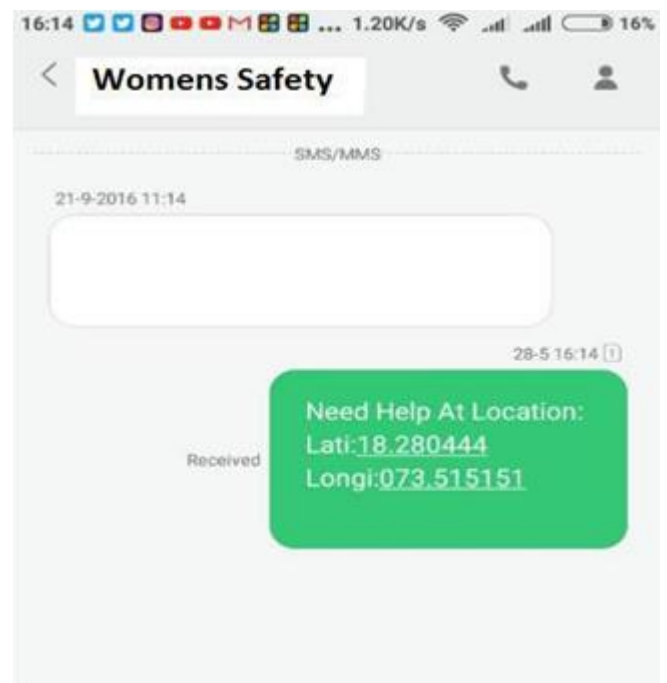 16:14 ... 1.20K/s 16%
Womens Safety
SMS/MMS
21-9-2016 11:14
28-5 16:14 1
Need Help At Location:
Lati:18.280444
Received
Longi:073.515151